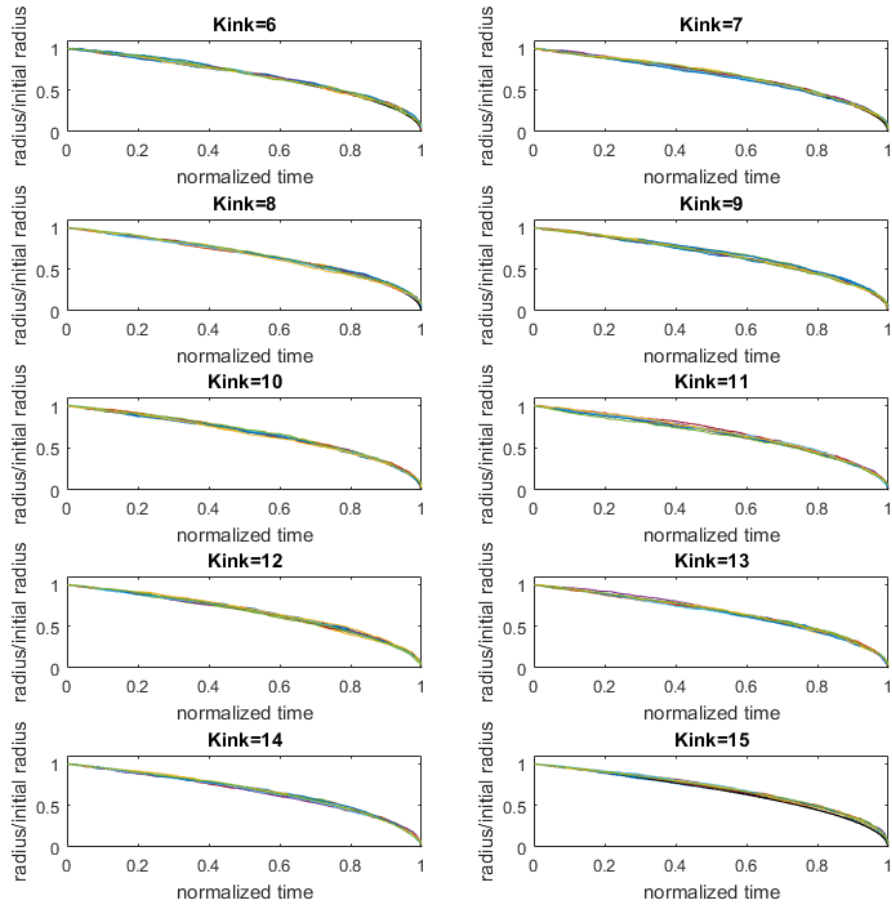 Kink=6
radius/initial radius
1
0.5
0
0 0.2 0.4 0.6 0.8 1
normalized time
Kink=7
radius/initial radius
1
0.5
0
0 0.2 0.4 0.6 0.8 1
normalized time
Kink=8
radius/initial radius
1
0.5
0
0 0.2 0.4 0.6 0.8 1
normalized time
Kink=9
radius/initial radius
1
0.5
0
0 0.2 0.4 0.6 0.8 1
normalized time
Kink=10
radius/initial radius
1
0.5
0
0 0.2 0.4 0.6 0.8 1
normalized time
Kink=11
radius/initial radius
1
0.5
0
0 0.2 0.4 0.6 0.8 1
normalized time
Kink=12
radius/initial radius
1
0.5
0
0 0.2 0.4 0.6 0.8 1
normalized time
Kink=13
radius/initial radius
1
0.5
0
0 0.2 0.4 0.6 0.8 1
normalized time
Kink=14
radius/initial radius
1
0.5
0
0 0.2 0.4 0.6 0.8 1
normalized time
Kink=15
radius/initial radius
1
0.5
0
0 0.2 0.4 0.6 0.8 1
normalized time